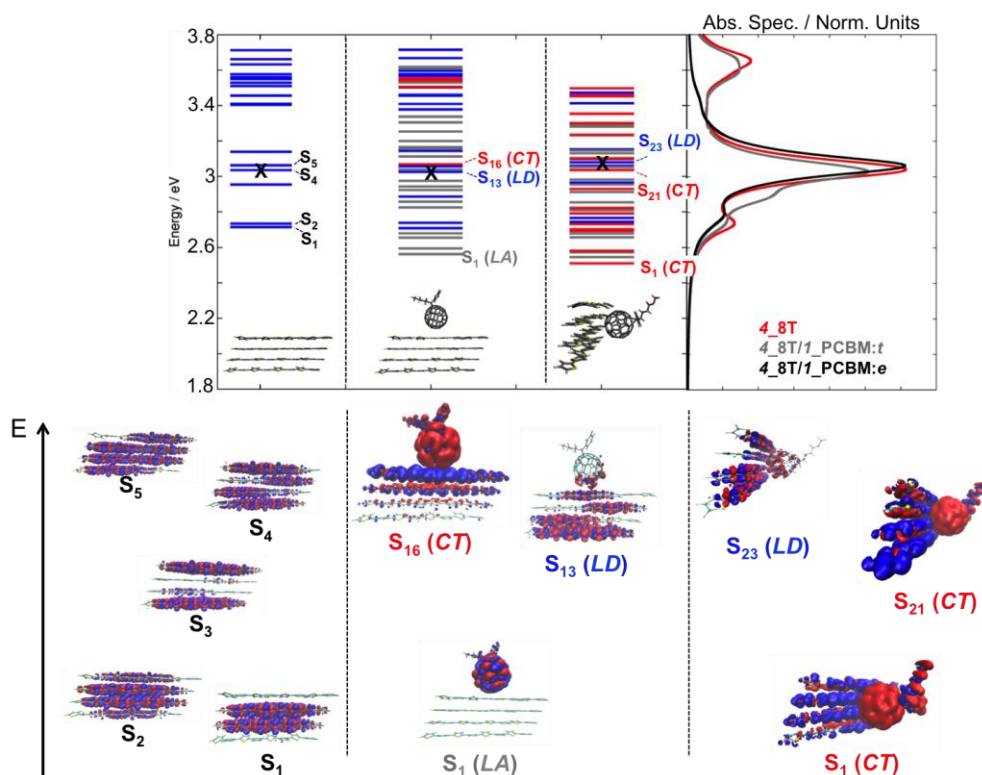 Abs. Spec. / Norm. Units
3.8
3.4
3.0
2.6
2.2
1.8
Energy / eV
S5
S4
S2
S1
S16 (CT)
S13 (LD)
S1 (LA)
S23 (LD)
S21 (CT)
S1 (CT)
X
X
X
4_8T
4_8T/1_PCBM:t
4_8T/1_PCBM:e
E
S5
S4
S3
S2
S1
S16 (CT)
S13 (LD)
S1 (LA)
S23 (LD)
S21 (CT)
S1 (CT)